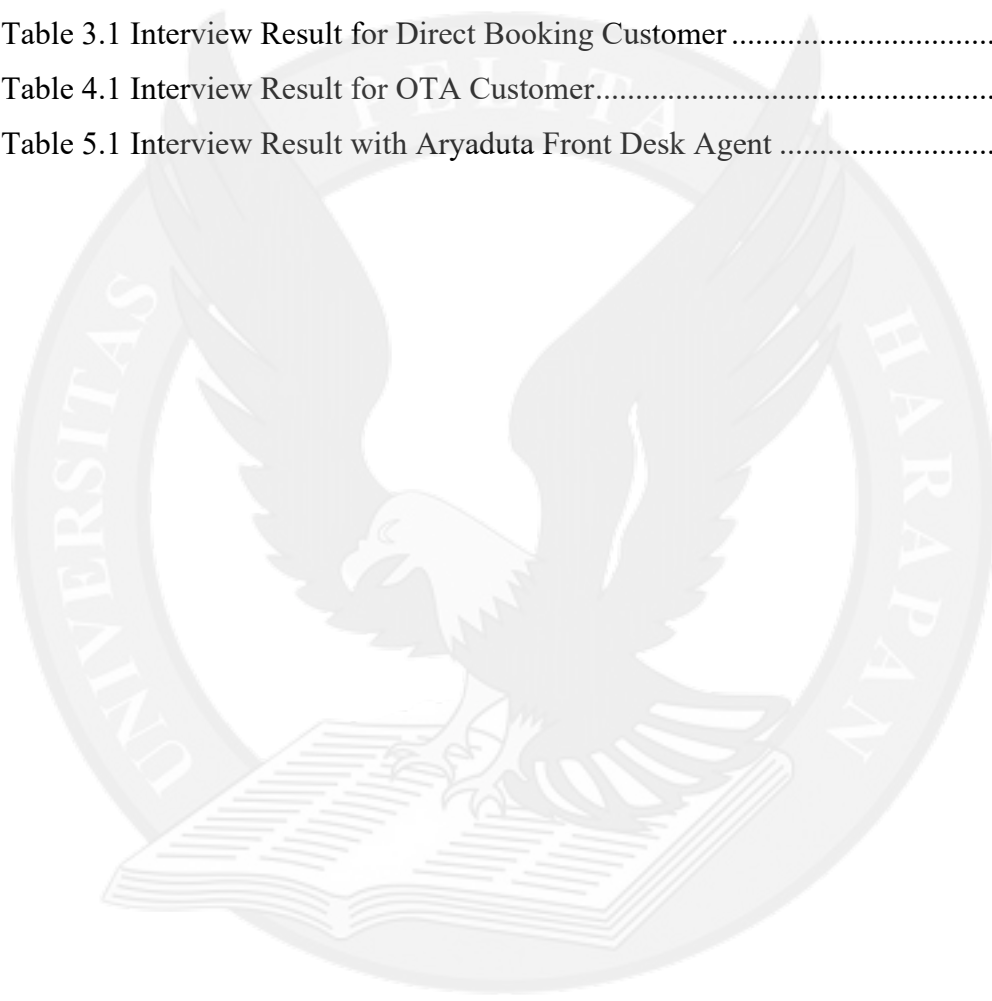 Table 3.1 Interview Result for Direct Booking Customer.................................
Table 4.1 Interview Result for OTA Customer..................................................
Table 5.1 Interview Result with Aryaduta Front Desk Agent ...........................
UNIVERSITAS PELITA HARAPAN